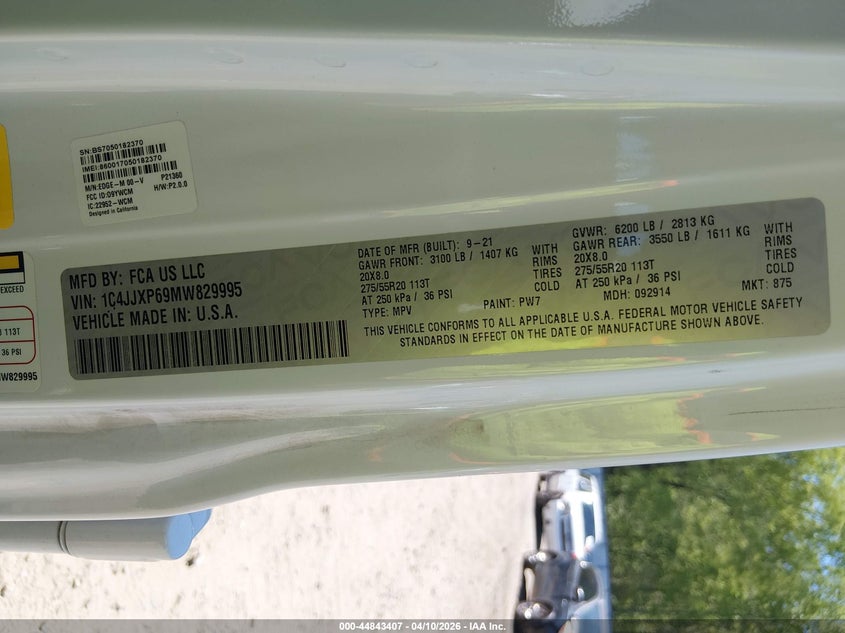 SN:BS7050182370
IMEI:860017050182370
M/N:EDGE-M 00-V P21360
FCC ID:O9YWCM H/W:P2.0.0
IC:22952-WCM
Designed in California
EXCEED
113T
36 PSI
MW829995
MFD BY: FCA US LLC
VIN: 1C4JJXP69MW829995
VEHICLE MADE IN: U.S.A.
DATE OF MFR (BUILT): 9-21
GAWR FRONT: 3100 LB / 1407 KG WITH
20X8.0 RIMS
275/55R20 113T TIRES
AT 250 kPa / 36 PSI COLD
TYPE: MPV PAINT: PW7
GVWR: 6200 LB / 2813 KG
GAWR REAR: 3550 LB / 1611 KG WITH
20X8.0 RIMS
275/55R20 113T TIRES
AT 250 kPa / 36 PSI COLD
MDH: 092914 MKT: 875
THIS VEHICLE CONFORMS TO ALL APPLICABLE U.S.A. FEDERAL MOTOR VEHICLE SAFETY
STANDARDS IN EFFECT ON THE DATE OF MANUFACTURE SHOWN ABOVE.
000-44843407 - 04/10/2026 - IAA Inc.